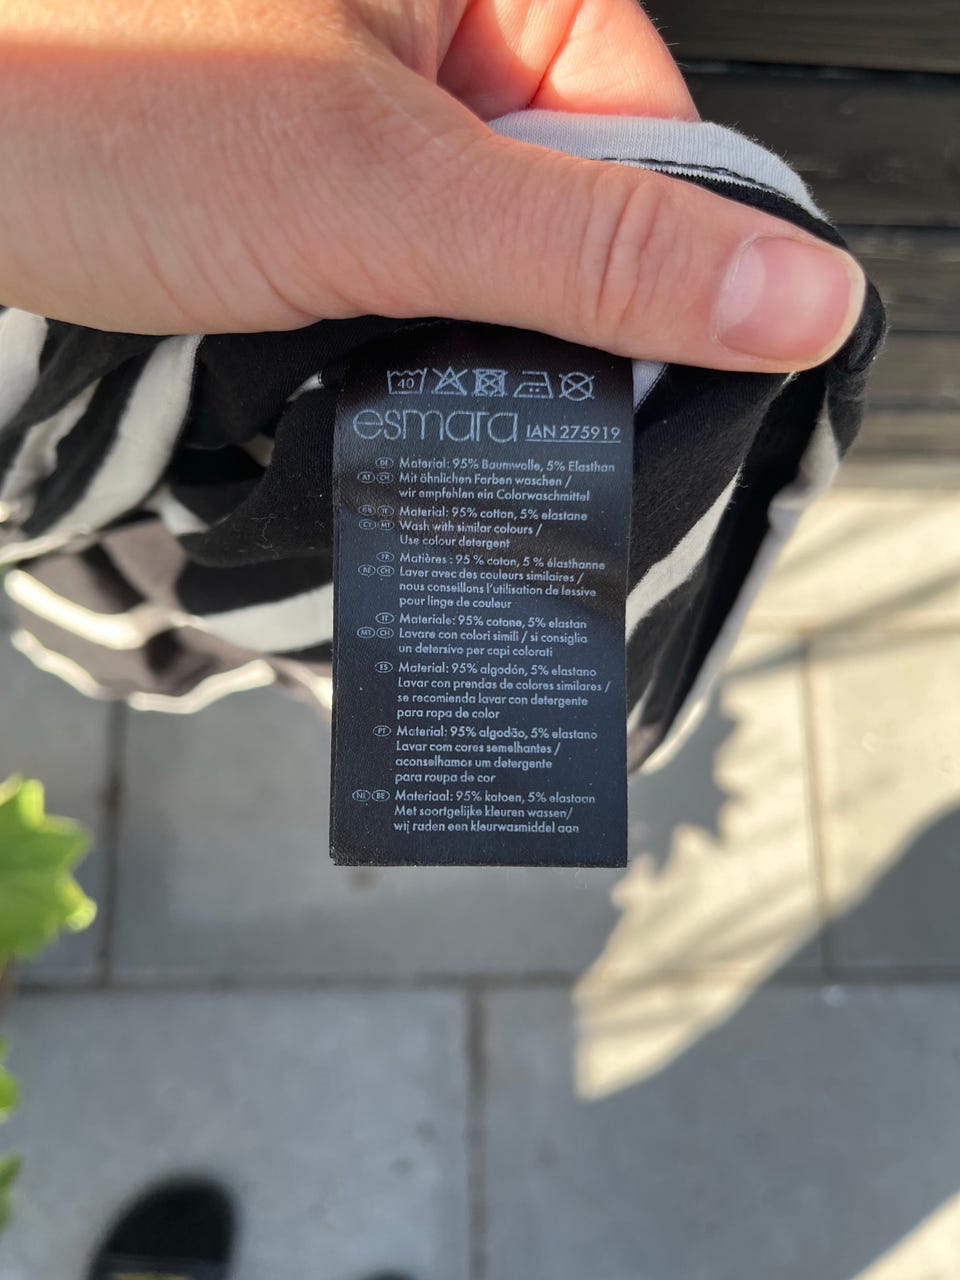 40
esmara IAN 275919
DE Material: 95% Baumwolle, 5% Elasthan
AT CH Mit ähnlichen Farben waschen /
wir empfehlen ein Colorwaschmittel
GB IE Material: 95% cotton, 5% elastane
CY MT Wash with similar colours /
Use colour detergent
FR Matières : 95 % coton, 5 % élasthanne
BE CH Laver avec des couleurs similaires /
nous conseillons l'utilisation de lessive
pour linge de couleur
IT Materiale: 95% cotone, 5% elastan
MT CH Lavare con colori simili / si consiglia
un detersivo per capi colorati
ES Material: 95% algodón, 5% elastano
Lavar con prendas de colores similares /
se recomienda lavar con detergente
para ropa de color
PT Material: 95% algodão, 5% elastano
Lavar com cores semelhantes /
aconselhamos um detergente
para roupa de cor
NL BE Materiaal: 95% katoen, 5% elastaan
Met soortgelijke kleuren wassen/
wij raden een kleurwasmiddel aan